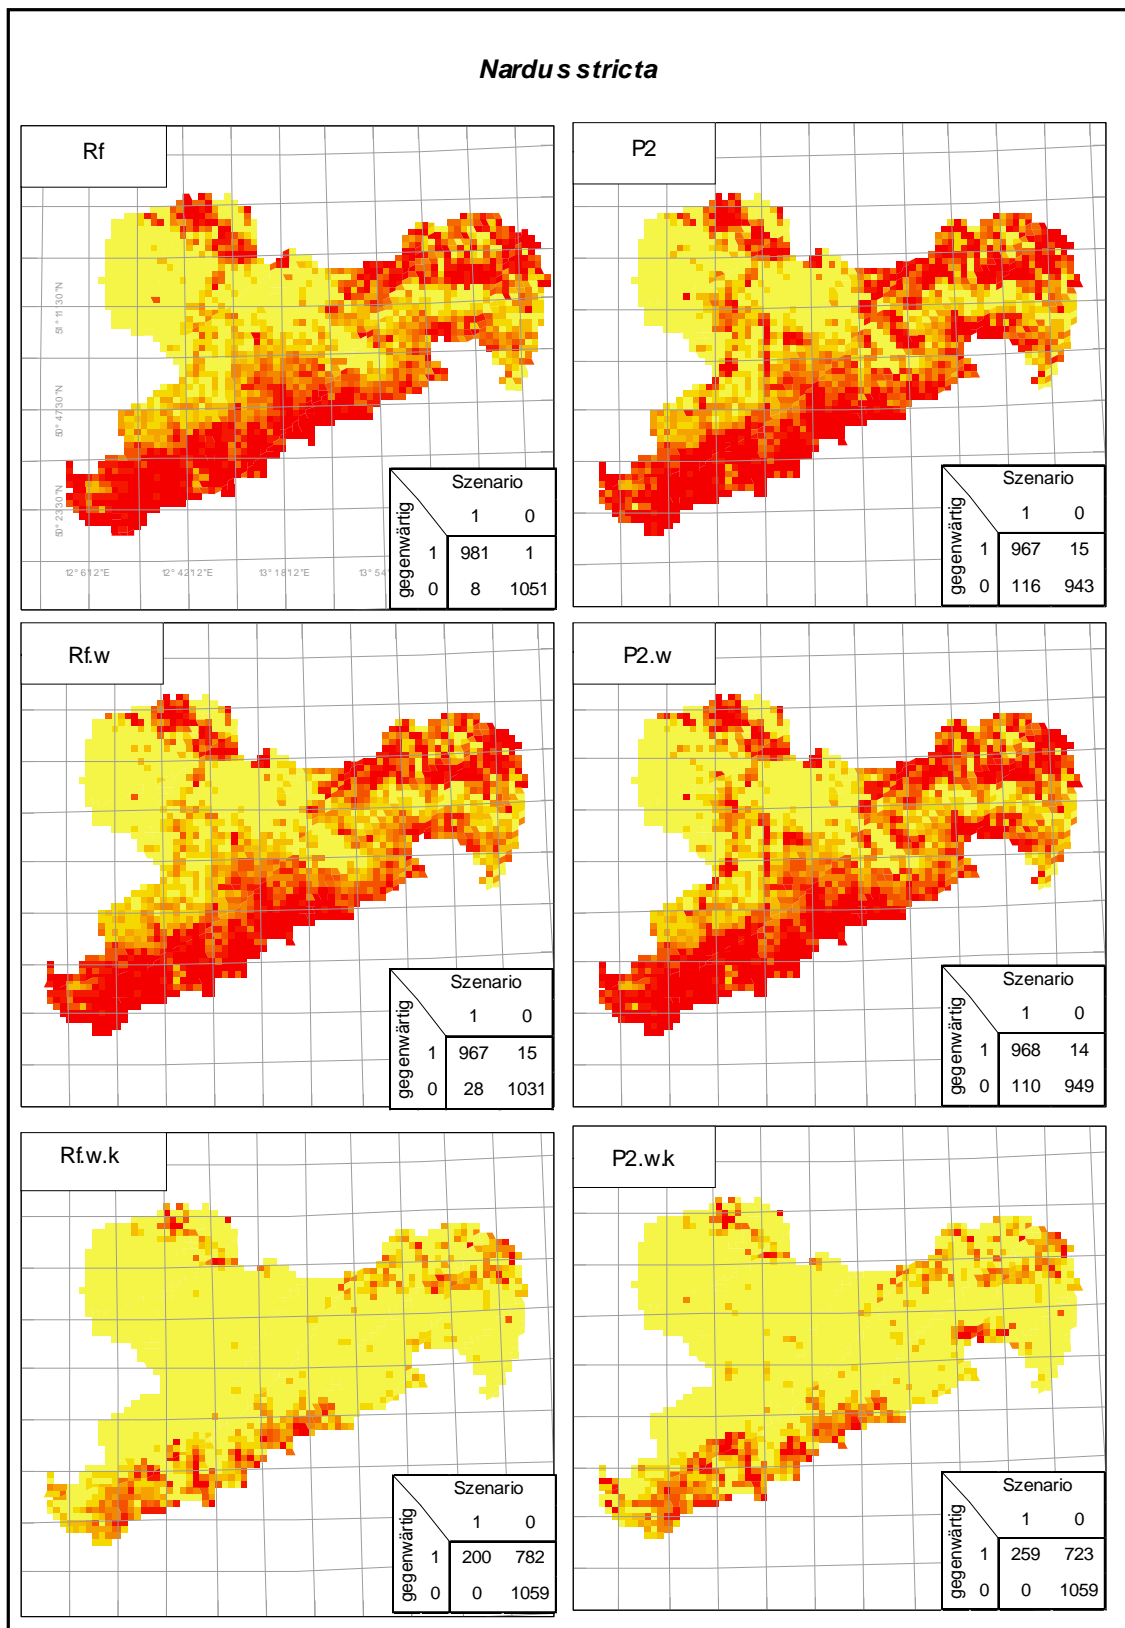 Nardus stricta
Rf
P2
51° 11'30"N
50° 47'30"N
50° 23'30"N
12° 6'12"E
12° 42'12"E
13° 18'12"E
13° 54'
Szenario
gegenwärtig
1 0
1 981 1
0 8 1051
Szenario
gegenwärtig
1 0
1 967 15
0 116 943
Rf.w
P2.w
Szenario
gegenwärtig
1 0
1 967 15
0 28 1031
Szenario
gegenwärtig
1 0
1 968 14
0 110 949
Rf.w.k
P2.w.k
Szenario
gegenwärtig
1 0
1 200 782
0 0 1059
Szenario
gegenwärtig
1 0
1 259 723
0 0 1059